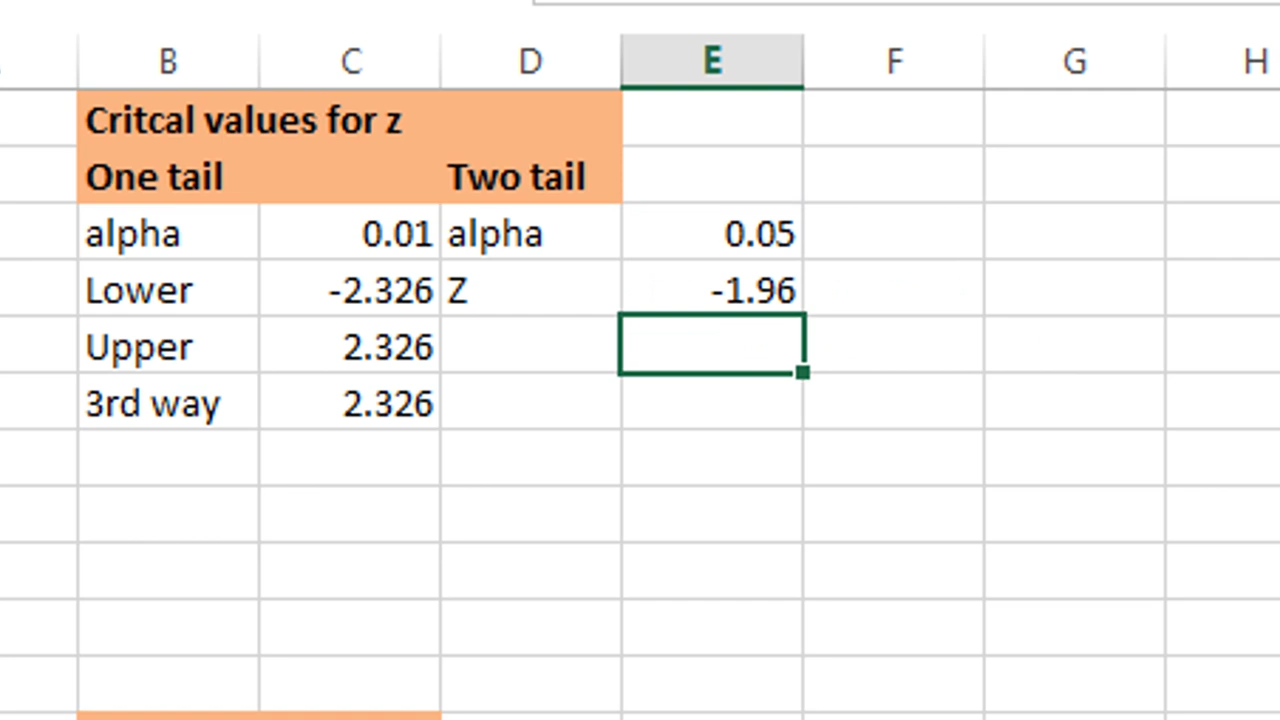 B C D E F G H
Critcal values for z
One tail Two tail
alpha 0.01 alpha 0.05
Lower -2.326 Z -1.96
Upper 2.326
3rd way 2.326